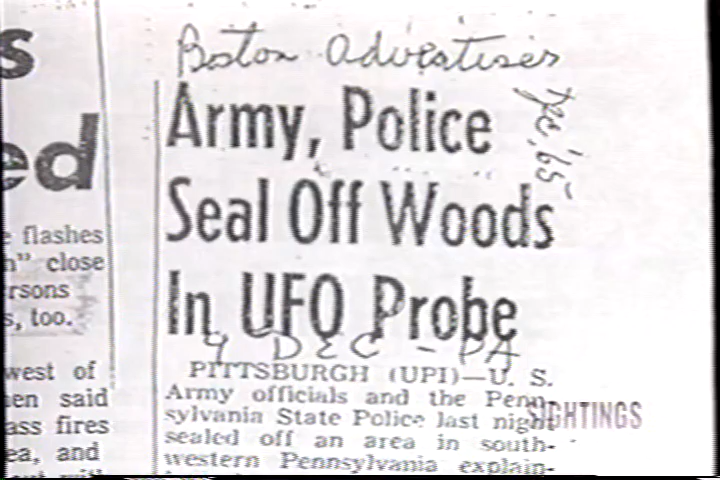 s
ed
e flashes
n" close
rsons
s, too.
west of
en said
ass fires
ea, and
Boston Advertiser
Dec. '65
Army, Police
Seal Off Woods
In UFO Probe
9 DEC - PA
PITTSBURGH (UPI)—U. S.
Army officials and the Penn-
sylvania State Police last night
sealed off an area in south-
western Pennsylvania explain-
SIGHTINGS